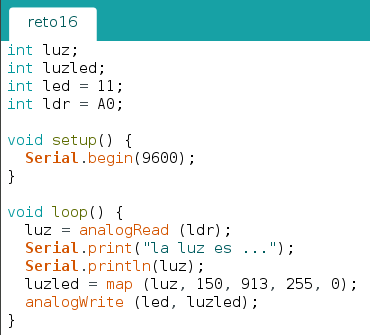 reto16
int luz;
int luzled;
int led = 11;
int ldr = A0;
void setup() {
  Serial.begin(9600);
}
void loop() {
  luz = analogRead (ldr);
  Serial.print("la luz es ...");
  Serial.println(luz);
  luzled = map (luz, 150, 913, 255, 0);
  analogWrite (led, luzled);
}